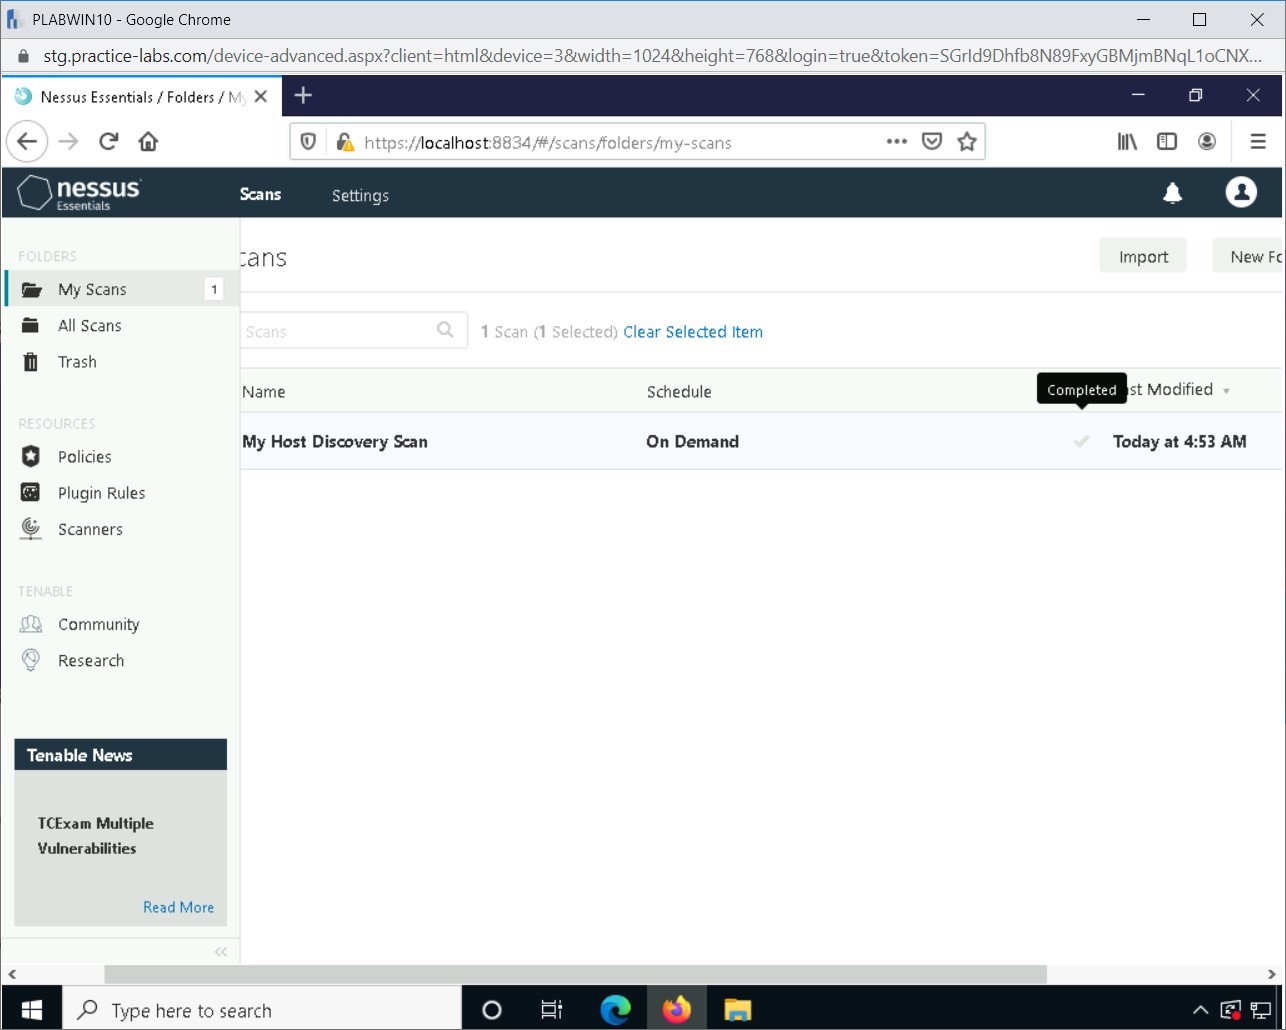 PLABWIN10 - Google Chrome
stg.practice-labs.com/device-advanced.aspx?client=html&device=3&width=1024&height=768&login=true&token=SGrId9Dhfb8N89FxyGBMjmBNqL1oCNX...
Nessus Essentials / Folders / My
https://localhost:8834/#/scans/folders/my-scans
nessus
Essentials
Scans
Settings
FOLDERS
cans
Import
New Fo
My Scans
1
All Scans
Scans
1 Scan (1 Selected) Clear Selected Item
Trash
Name
Schedule
Completed
st Modified
RESOURCES
My Host Discovery Scan
On Demand
Today at 4:53 AM
Policies
Plugin Rules
Scanners
TENABLE
Community
Research
Tenable News
TCExam Multiple
Vulnerabilities
Read More
Type here to search